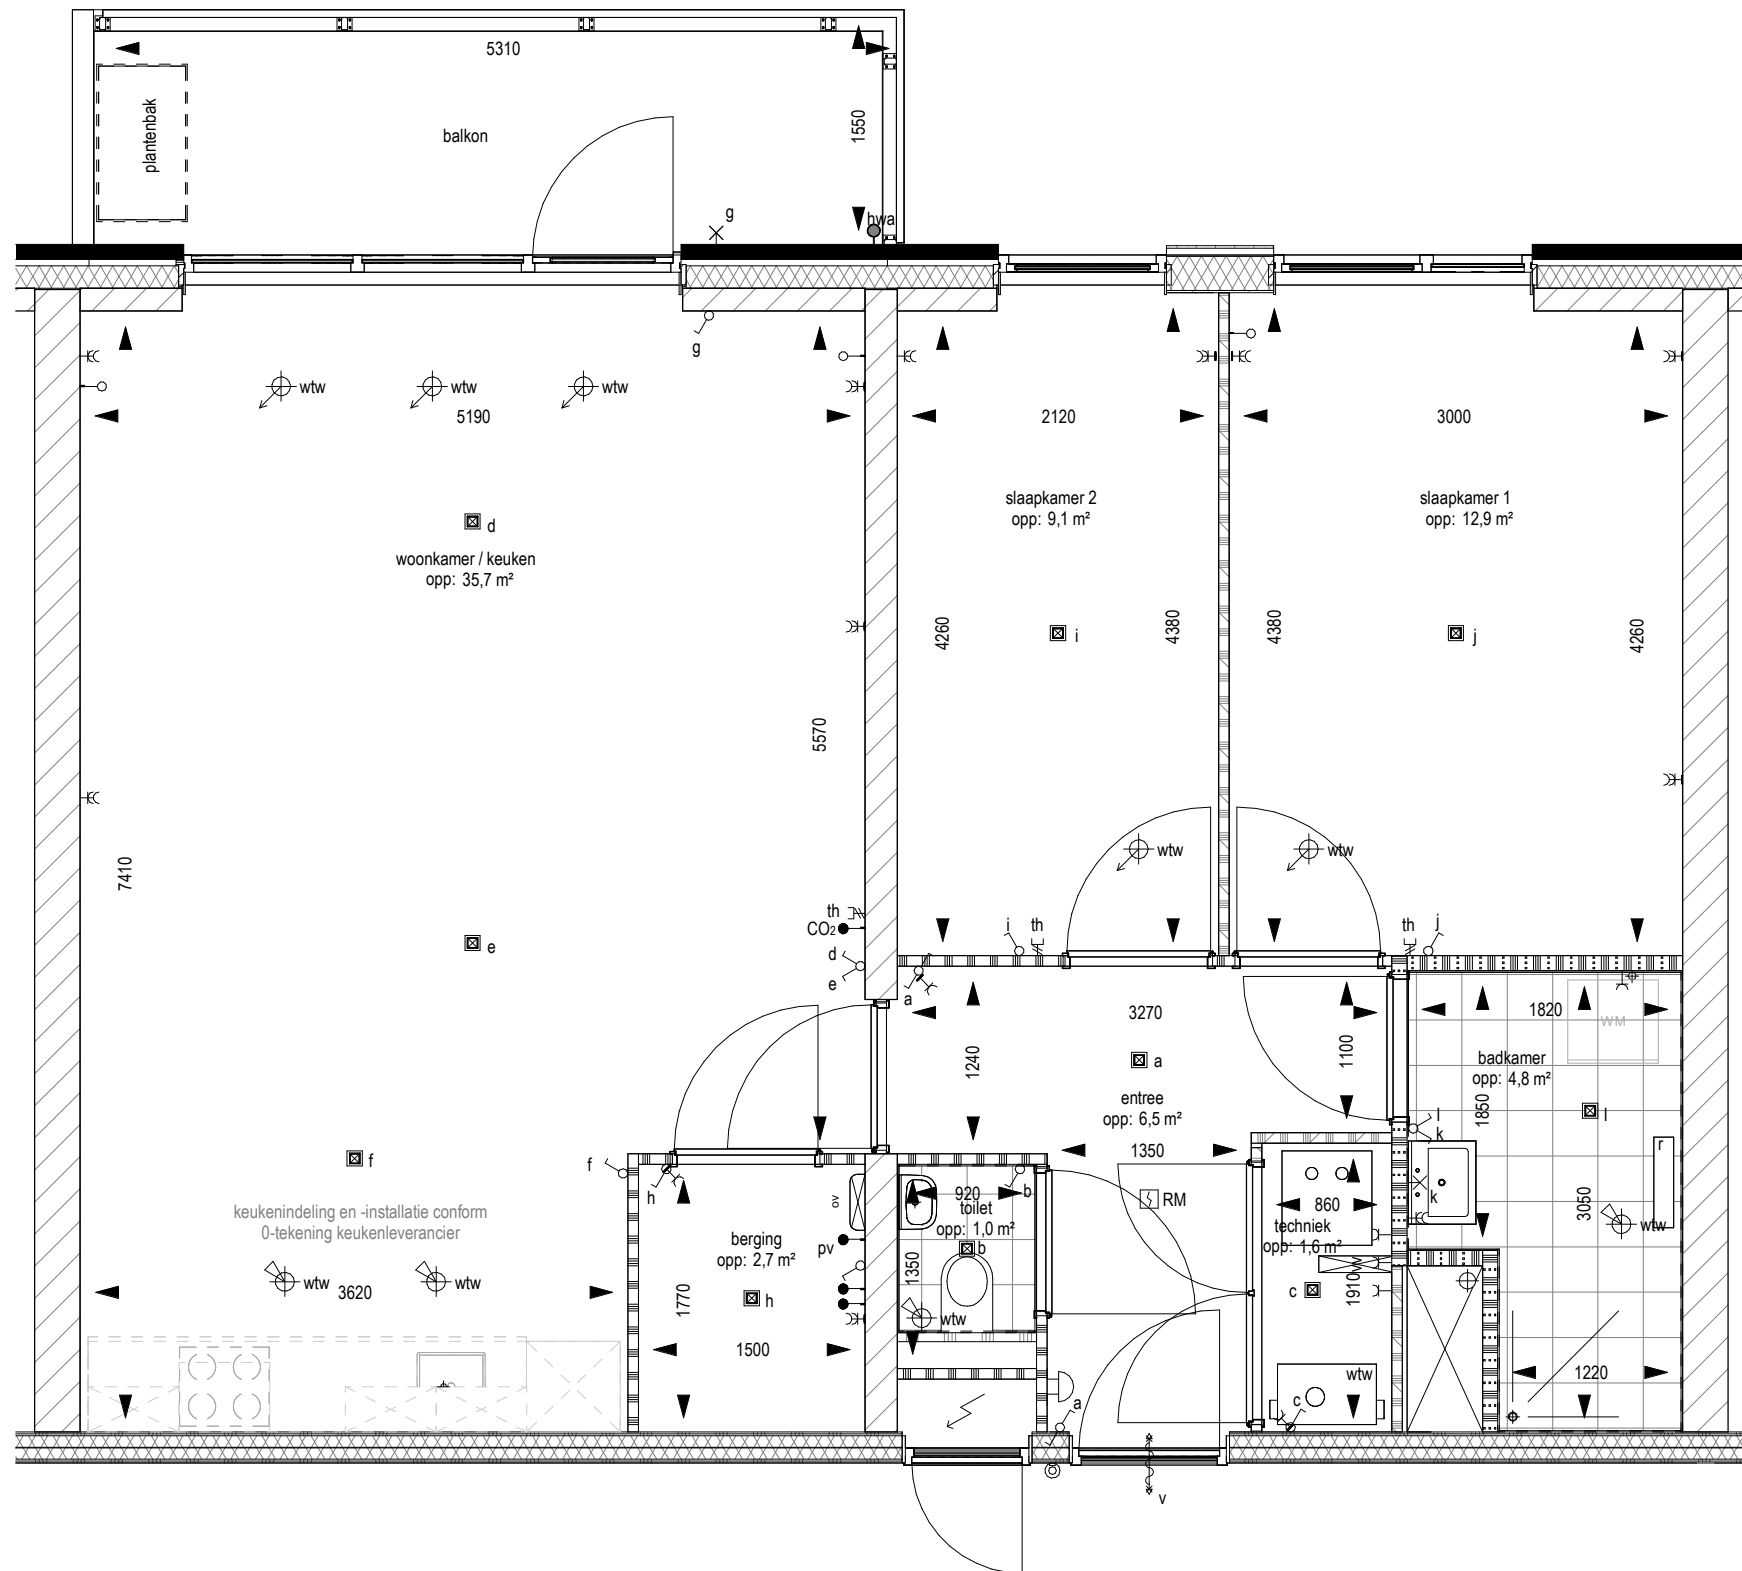 5310
plantenbak
balkon
1550
g
hwa
g
wtw
wtw
wtw
5190
2120
3000
d
woonkamer / keuken
opp: 35,7 m²
slaapkamer 2
opp: 9,1 m²
slaapkamer 1
opp: 12,9 m²
i
j
4260
4380
4380
4260
5570
7410
wtw
wtw
th
CO2
d
e
e
i
th
th
j
a
3270
1820
WM
1240
a
1100
badkamer
opp: 4,8 m²
entree
opp: 6,5 m²
1850
l
l
k
1350
r
f
f
h
920
toilet
opp: 1,0 m²
b
b
RM
860
techniek
opp: 1,6 m²
k
r
3050
wtw
keukenindeling en -installatie conform
0-tekening keukenleverancier
ov
berging
opp: 2,7 m²
pv
1350
wtw
wtw
3620
1770
h
wtw
c
1910
1500
wtw
1220
a
c
v